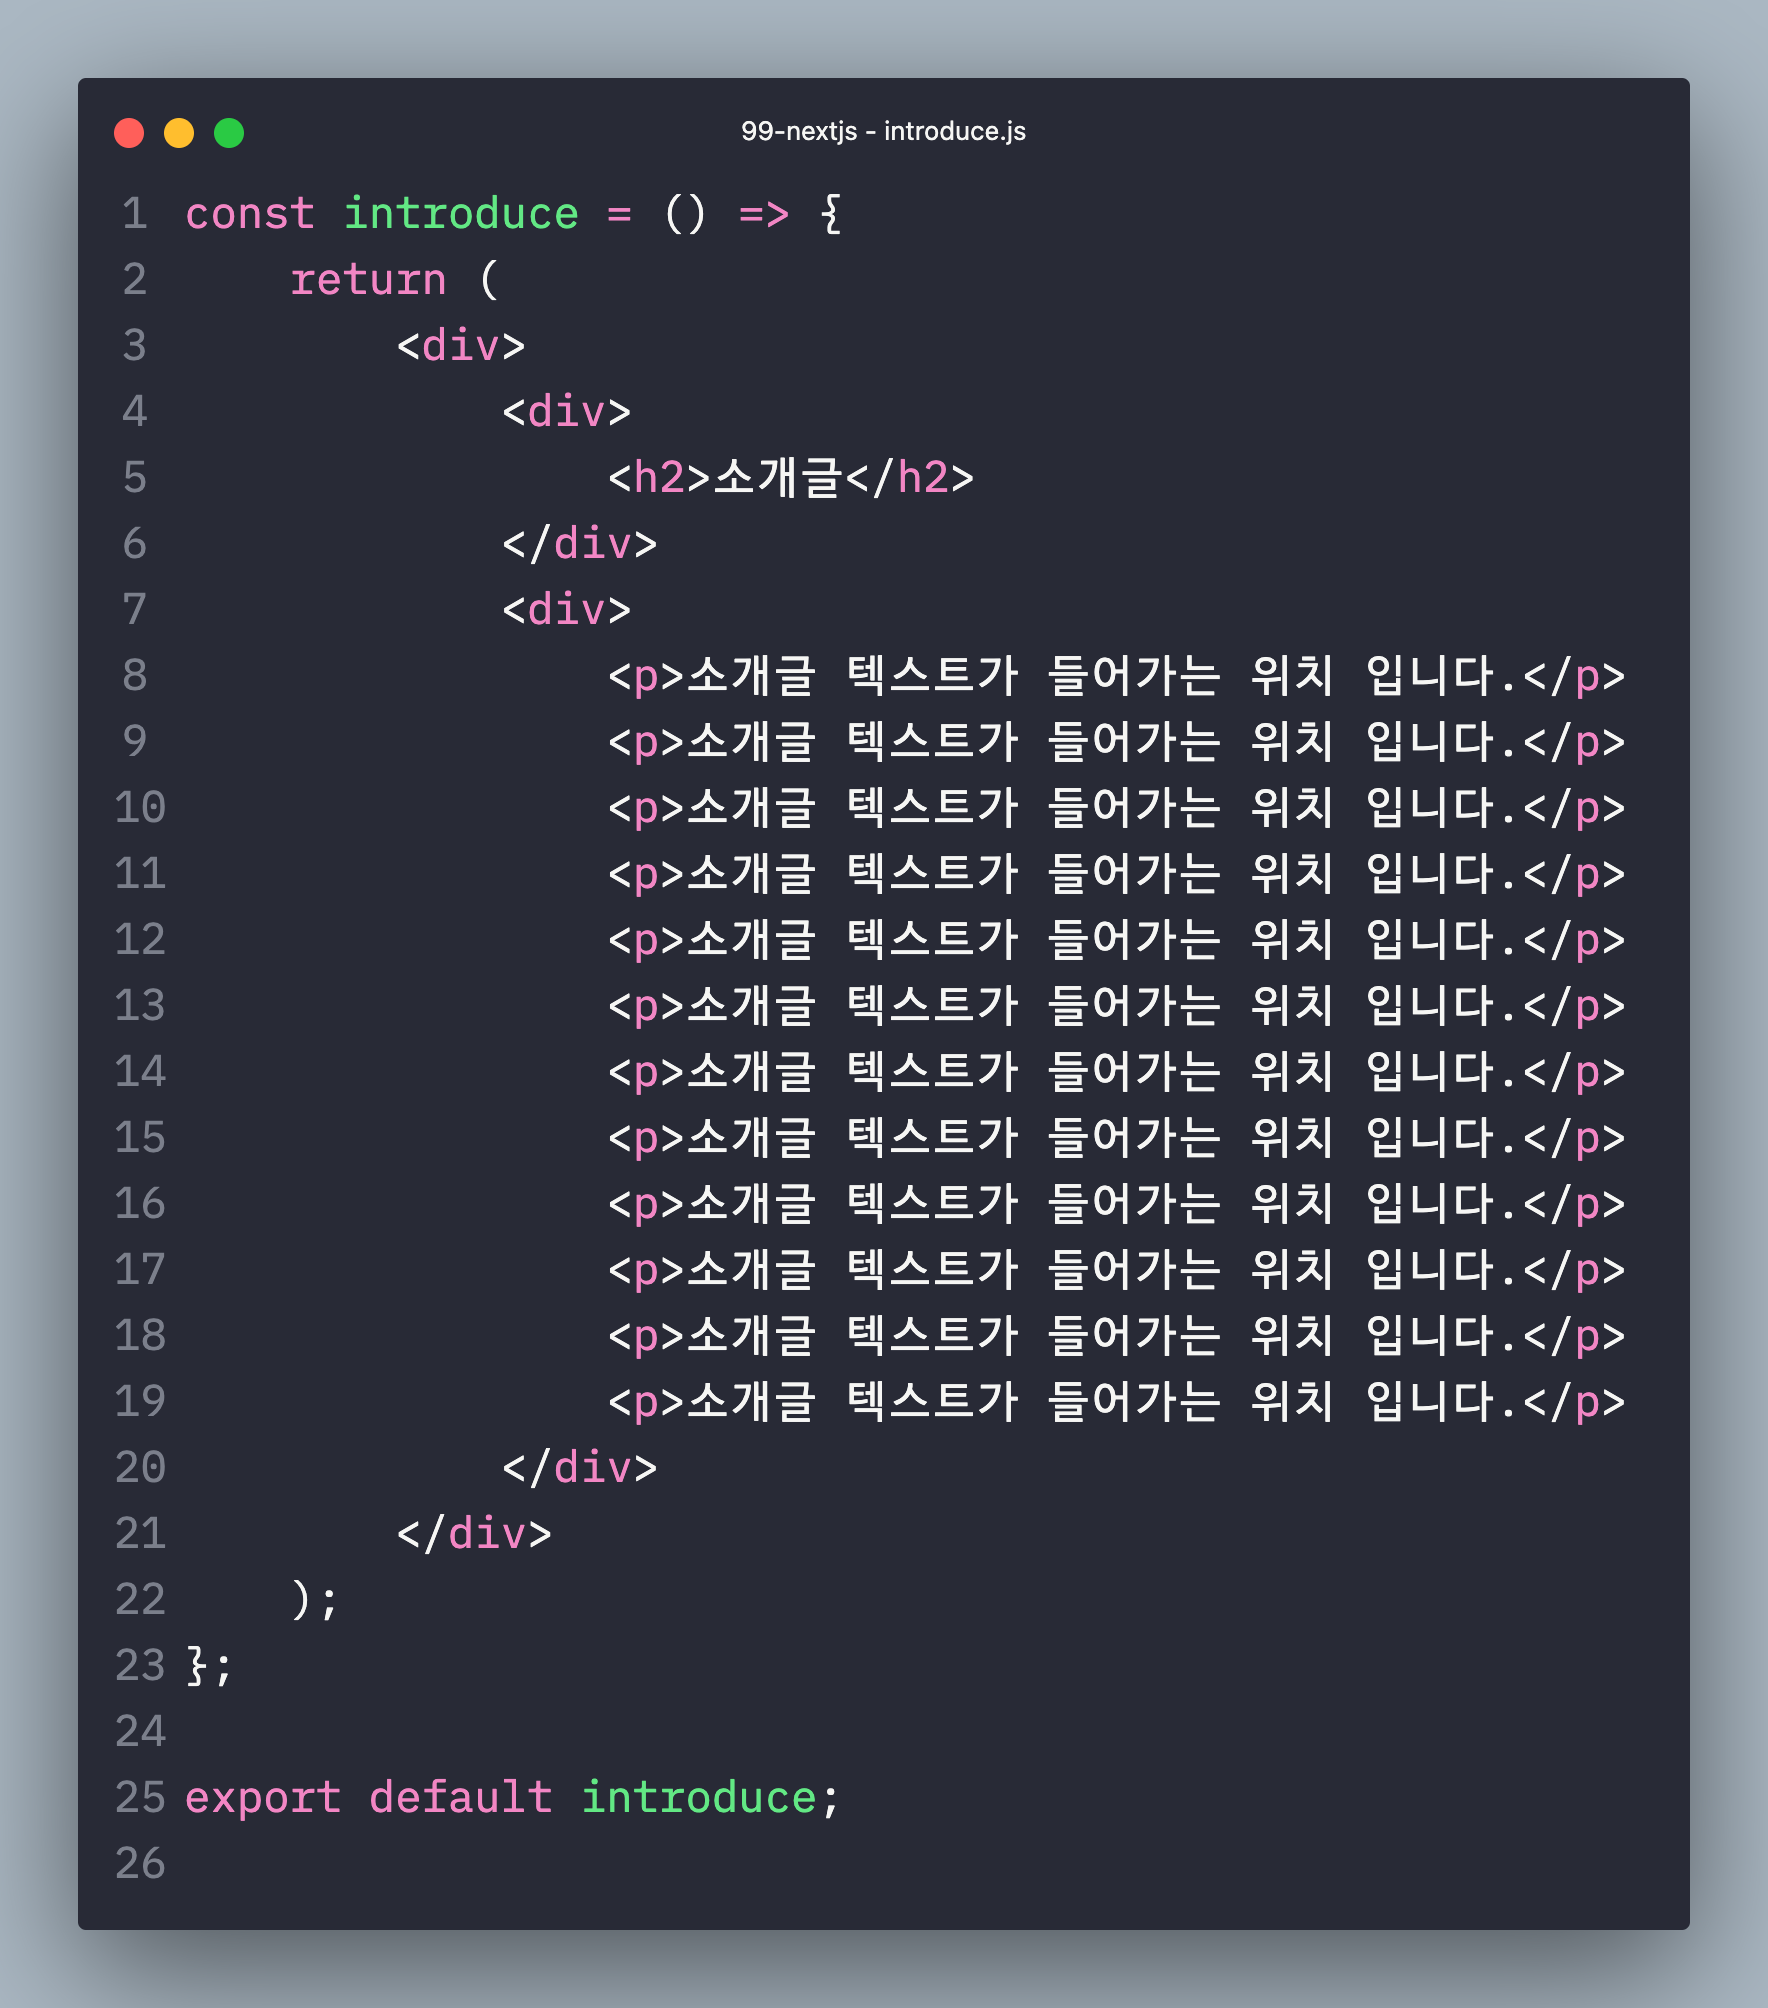 99-nextjs - introduce.js
1 const introduce = () => {
2     return (
3         <div>
4             <div>
5                 <h2>소개글</h2>
6             </div>
7             <div>
8                 <p>소개글 텍스트가 들어가는 위치 입니다.</p>
9                 <p>소개글 텍스트가 들어가는 위치 입니다.</p>
10                 <p>소개글 텍스트가 들어가는 위치 입니다.</p>
11                 <p>소개글 텍스트가 들어가는 위치 입니다.</p>
12                 <p>소개글 텍스트가 들어가는 위치 입니다.</p>
13                 <p>소개글 텍스트가 들어가는 위치 입니다.</p>
14                 <p>소개글 텍스트가 들어가는 위치 입니다.</p>
15                 <p>소개글 텍스트가 들어가는 위치 입니다.</p>
16                 <p>소개글 텍스트가 들어가는 위치 입니다.</p>
17                 <p>소개글 텍스트가 들어가는 위치 입니다.</p>
18                 <p>소개글 텍스트가 들어가는 위치 입니다.</p>
19                 <p>소개글 텍스트가 들어가는 위치 입니다.</p>
20             </div>
21         </div>
22     );
23 };
24
25 export default introduce;
26